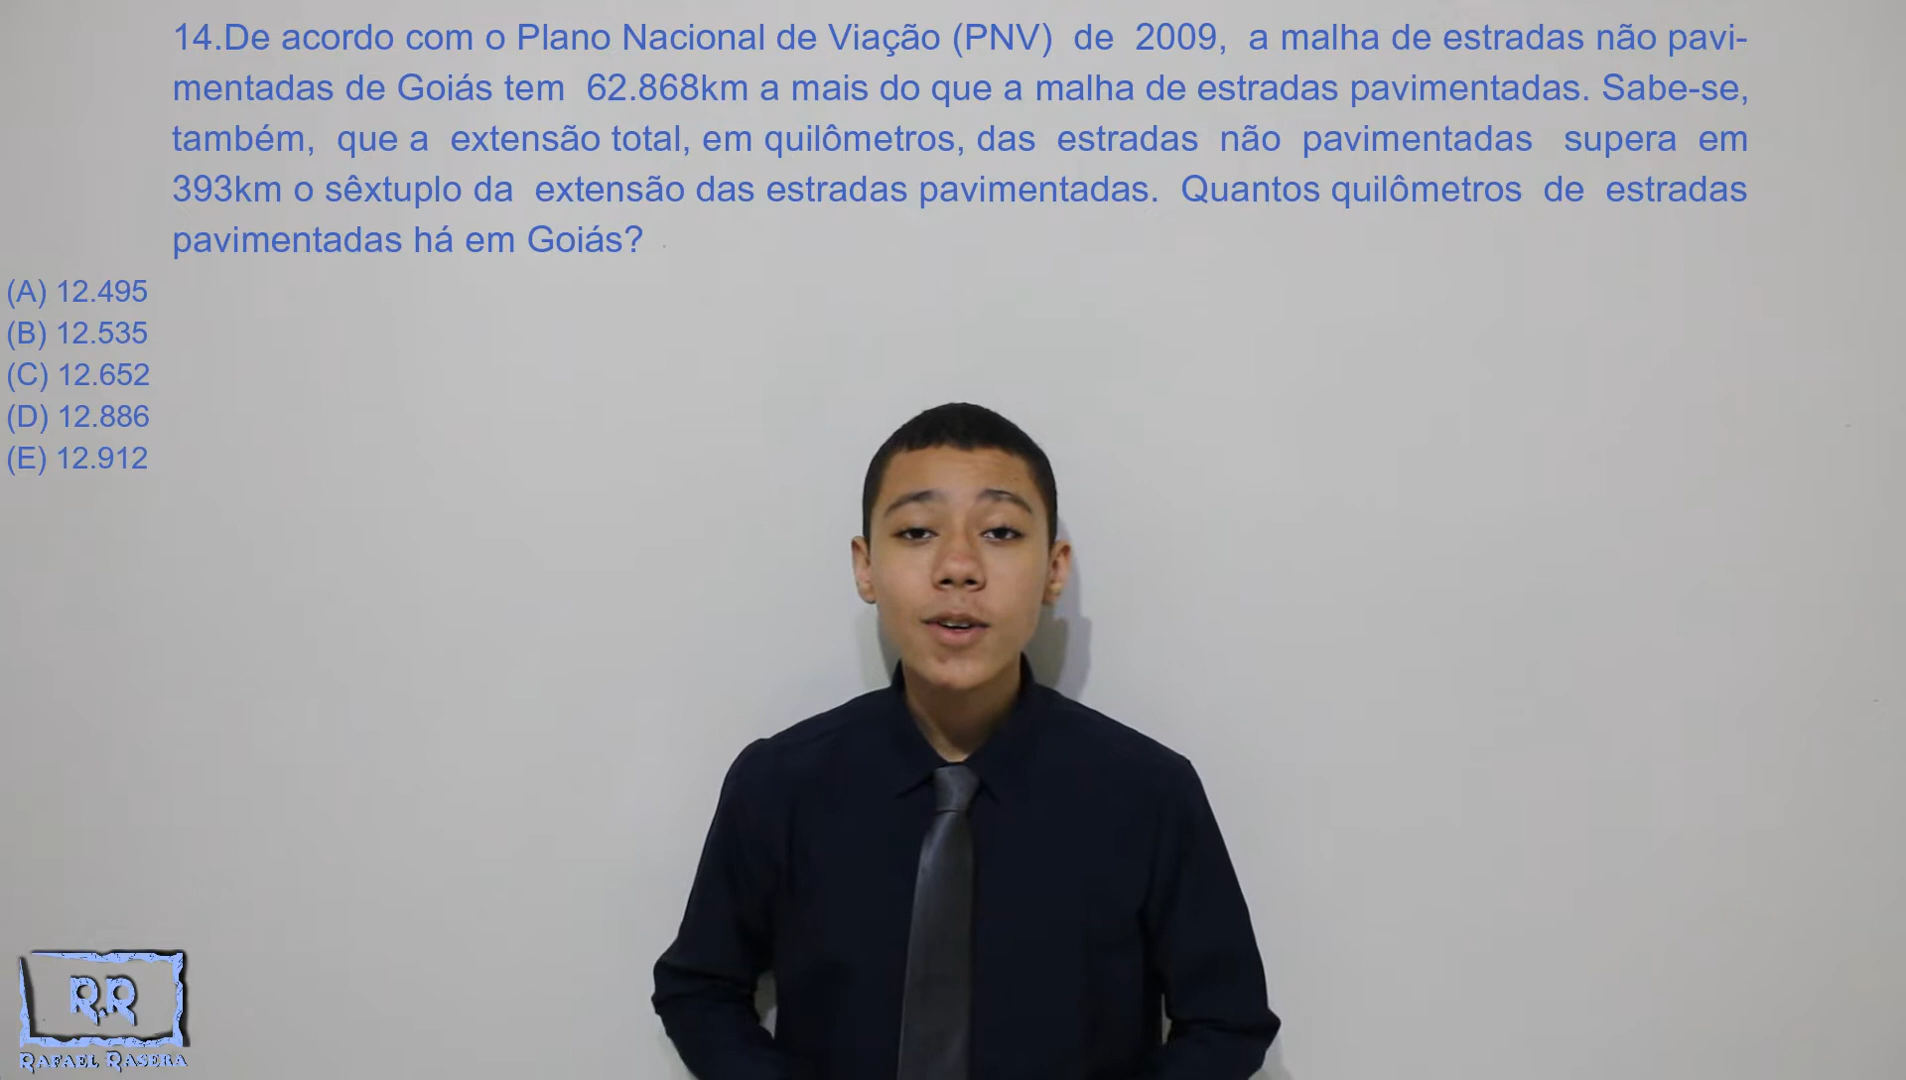 14.De acordo com o Plano Nacional de Viação (PNV) de 2009, a malha de estradas não pavi-
mentadas de Goiás tem 62.868km a mais do que a malha de estradas pavimentadas. Sabe-se,
também, que a extensão total, em quilômetros, das estradas não pavimentadas supera em
393km o sêxtuplo da extensão das estradas pavimentadas. Quantos quilômetros de estradas
pavimentadas há em Goiás?
(A) 12.495
(B) 12.535
(C) 12.652
(D) 12.886
(E) 12.912
R.R
RAFAEL RASERA